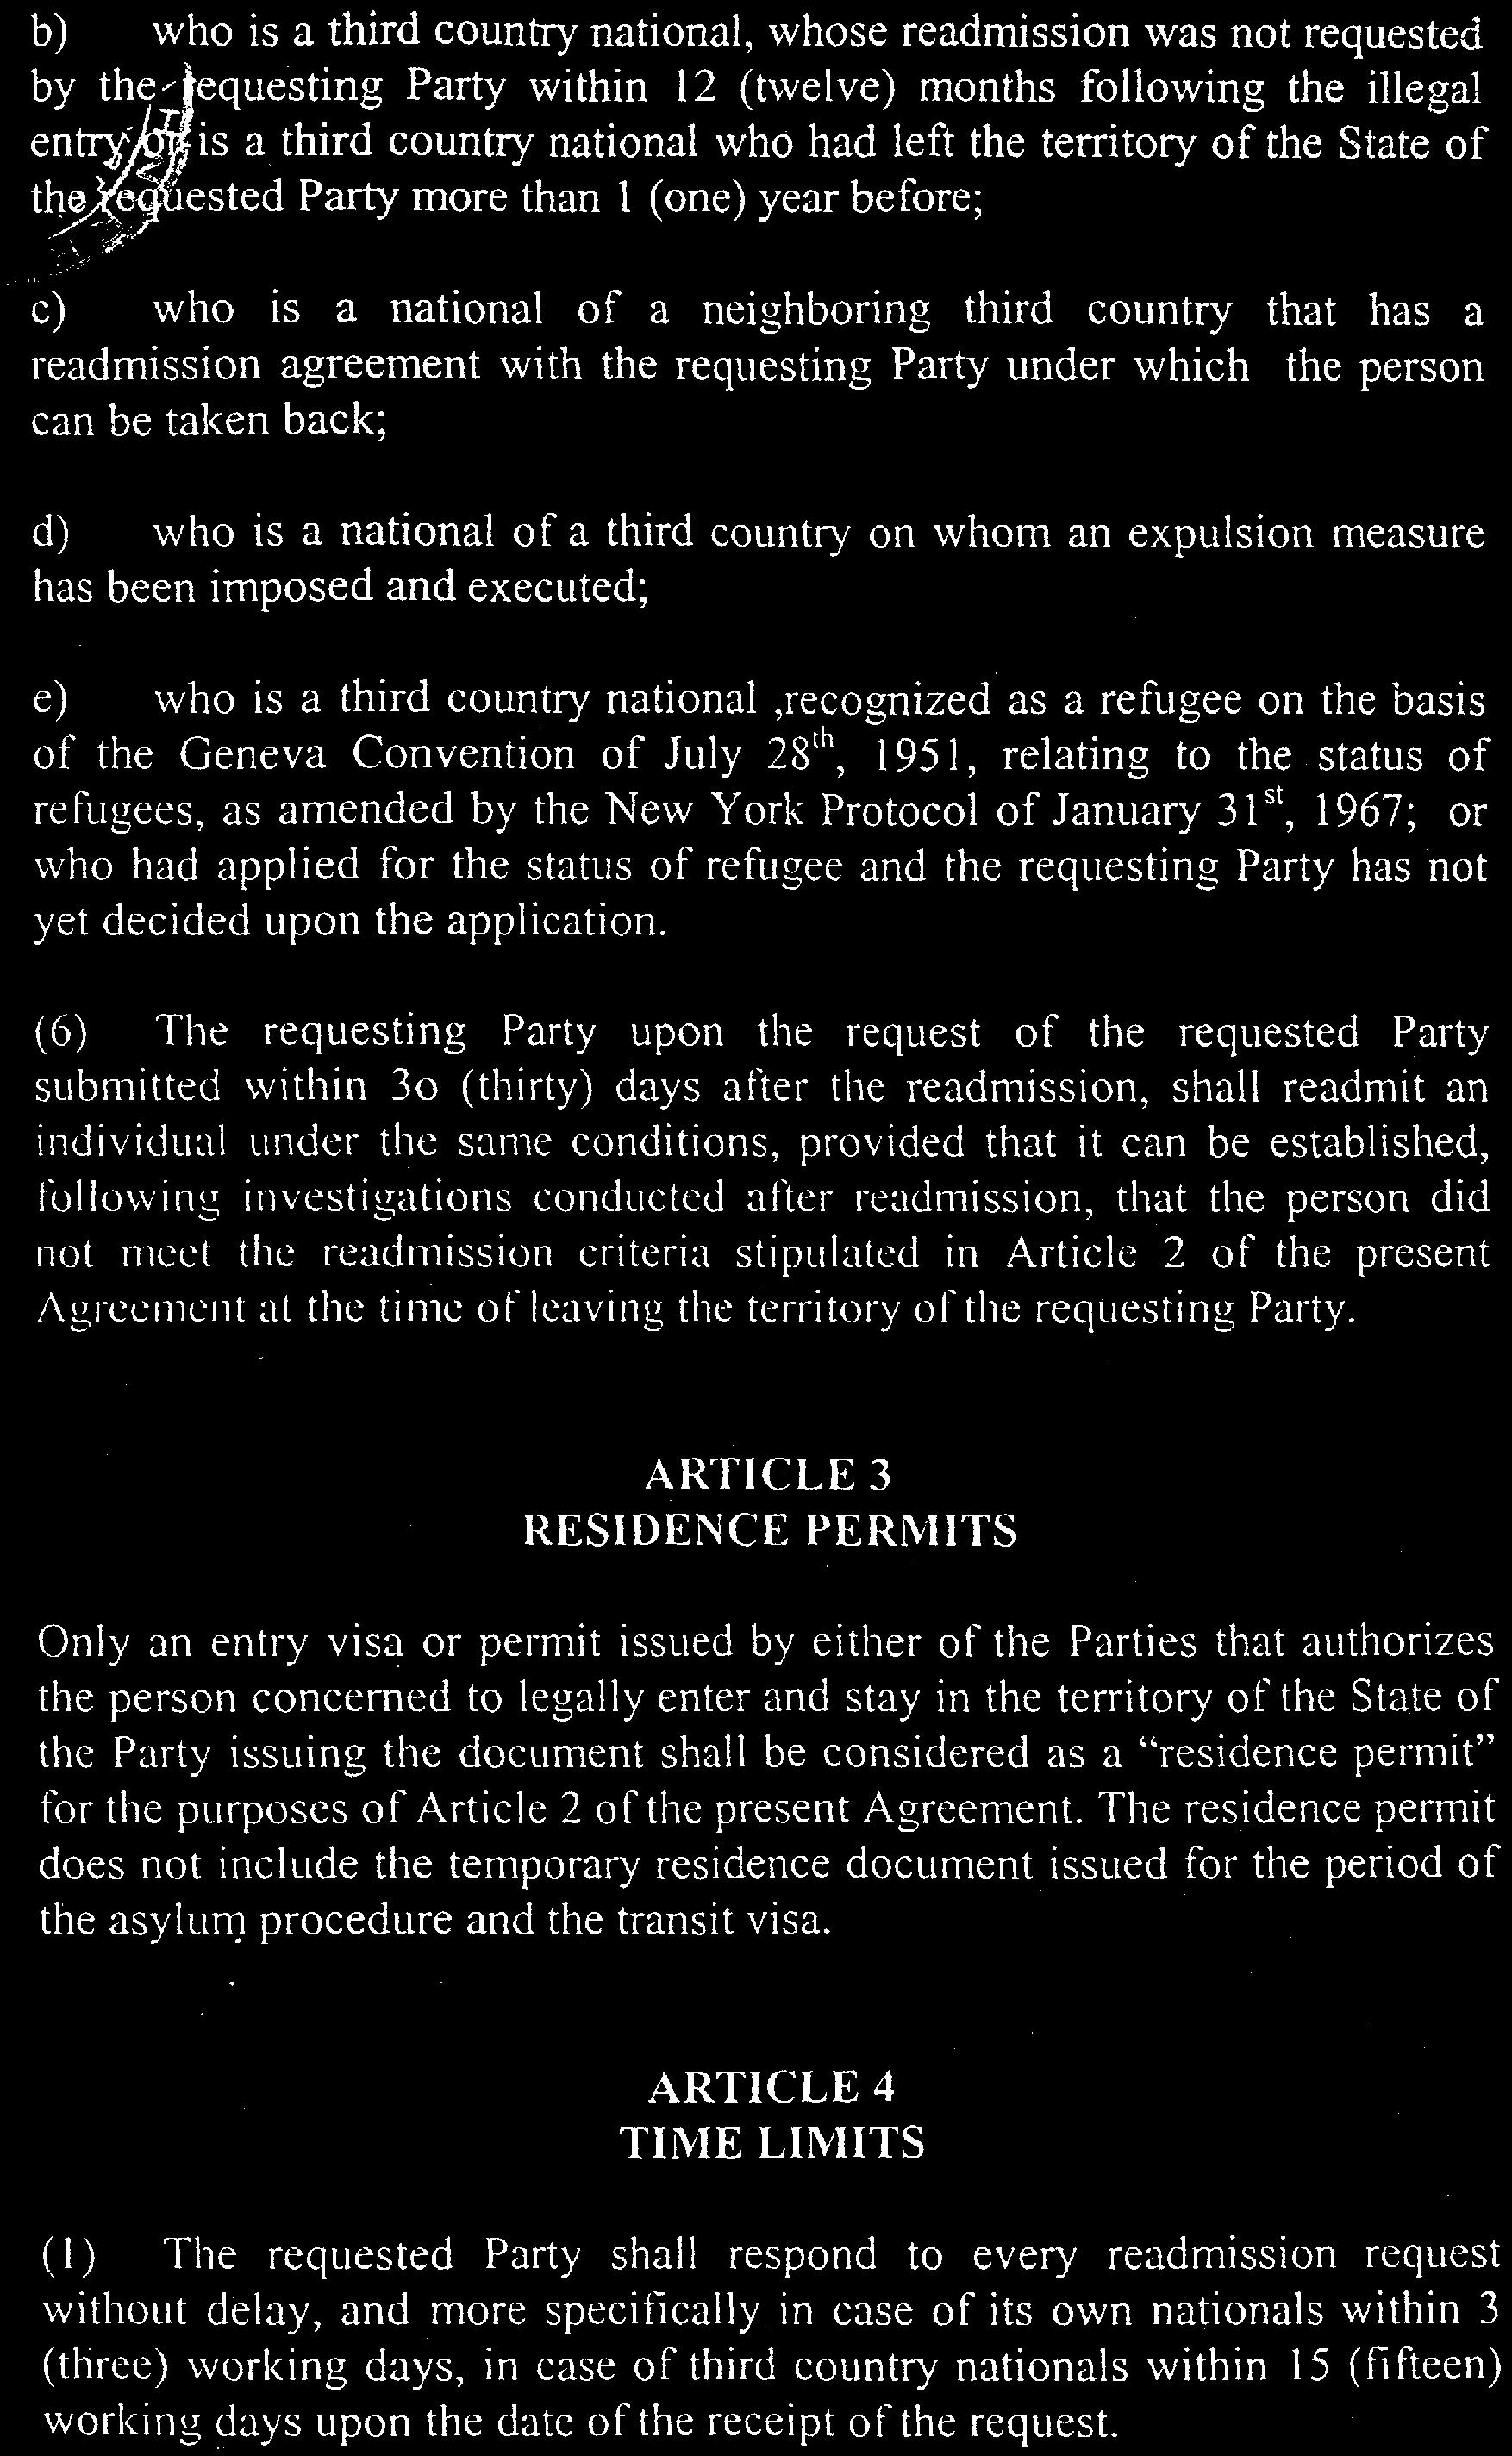 b) who is a third country national, whose readmission was not requested
by the requesting Party within 12 (twelve) months following the illegal
entry or is a third country national who had left the territory of the State of
the requested Party more than 1 (one) year before;
c) who is a national of a neighboring third country that has a
readmission agreement with the requesting Party under which the person
can be taken back;
d) who is a national of a third country on whom an expulsion measure
has been imposed and executed;
e) who is a third country national ,recognized as a refugee on the basis
of the Geneva Convention of July 28th, 1951, relating to the status of
refugees, as amended by the New York Protocol of January 31st, 1967; or
who had applied for the status of refugee and the requesting Party has not
yet decided upon the application.
(6) The requesting Party upon the request of the requested Party
submitted within 3o (thirty) days after the readmission, shall readmit an
individual under the same conditions, provided that it can be established,
following investigations conducted after readmission, that the person did
not meet the readmission criteria stipulated in Article 2 of the present
Agreement at the time of leaving the territory of the requesting Party.
ARTICLE 3
RESIDENCE PERMITS
Only an entry visa or permit issued by either of the Parties that authorizes
the person concerned to legally enter and stay in the territory of the State of
the Party issuing the document shall be considered as a “residence permit”
for the purposes of Article 2 of the present Agreement. The residence permit
does not include the temporary residence document issued for the period of
the asylum procedure and the transit visa.
ARTICLE 4
TIME LIMITS
(1) The requested Party shall respond to every readmission request
without delay, and more specifically in case of its own nationals within 3
(three) working days, in case of third country nationals within 15 (fifteen)
working days upon the date of the receipt of the request.